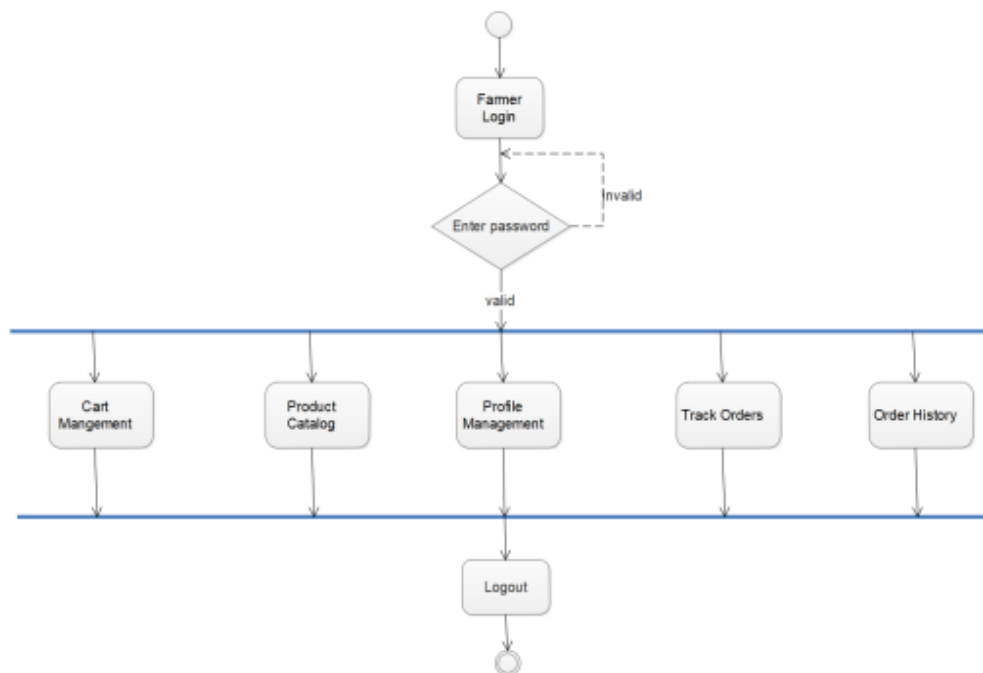 Farmer
Login
Invalid
Enter password
valid
Cart
Mangement
Product
Catalog
Profile
Management
Track Orders
Order History
Logout